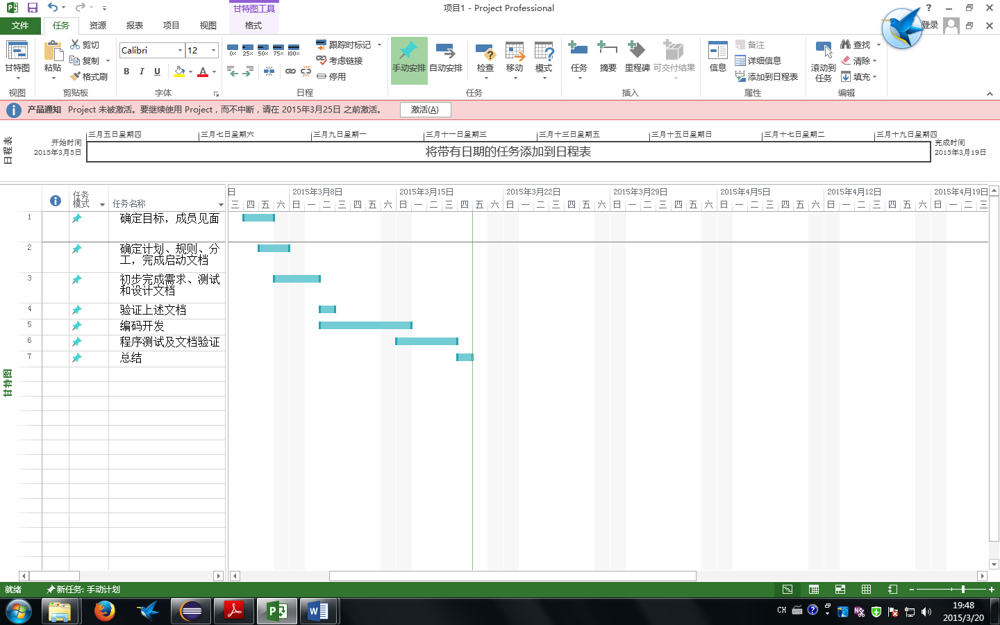 甘特图工具
项目1 - Project Professional
?
文件
任务
资源
报表
项目
视图
格式
登录
甘特图
视图
粘贴
剪切
复制
格式刷
剪贴板
Calibri
12
B I U
A
字体
0% 25% 50% 75% 100%
跟踪时标记
考虑链接
停用
日程
手动安排
自动安排
检查
移动
模式
任务
任务
摘要
里程碑
可交付结果
插入
信息
备注
详细信息
添加到日程表
属性
滚动到任务
查找
清除
填充
编辑
产品通知 Project 未被激活。要继续使用 Project，而不中断，请在 2015年3月25日 之前激活。
激活(A)
日程表
开始时间
2015年3月5日
三月五日星期四
三月七日星期六
三月九日星期一
三月十一日星期三
三月十三日星期五
三月十五日星期日
三月十七日星期二
三月十九日星期四
将带有日期的任务添加到日程表
完成时间
2015年3月19日
任务模式
任务名称
日 2015年3月8日 2015年3月15日 2015年3月22日 2015年3月29日 2015年4月5日 2015年4月12日 2015年4月19日
三 四 五 六 日 一 二 三 四 五 六 日 一 二 三 四 五 六 日 一 二 三 四 五 六 日 一 二 三 四 五 六 日 一 二 三 四 五 六 日 一 二 三 四 五 六 日 一 二 三
1 确定目标，成员见面
2 确定计划、规则、分
工，完成启动文档
3 初步完成需求、测试
和设计文档
4 验证上述文档
5 编码开发
6 程序测试及文档验证
7 总结
甘特图
就绪
新任务: 手动计划
CH
19:48
2015/3/20